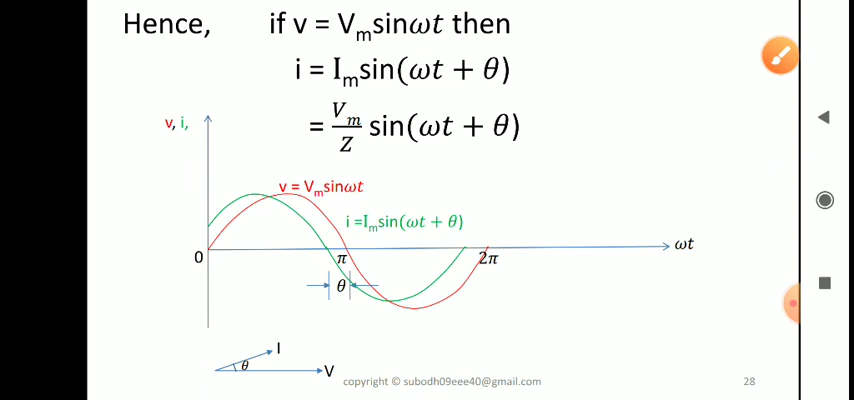 Hence, if v = Vₘsinωt then
i = Iₘsin(ωt + θ)
= Vₘ/Z sin(ωt + θ)
v, i,
v = Vₘsinωt
i =Iₘsin(ωt + θ)
0 π 2π ωt
θ
I
θ
V
copyright © subodh09eee40@gmail.com 28